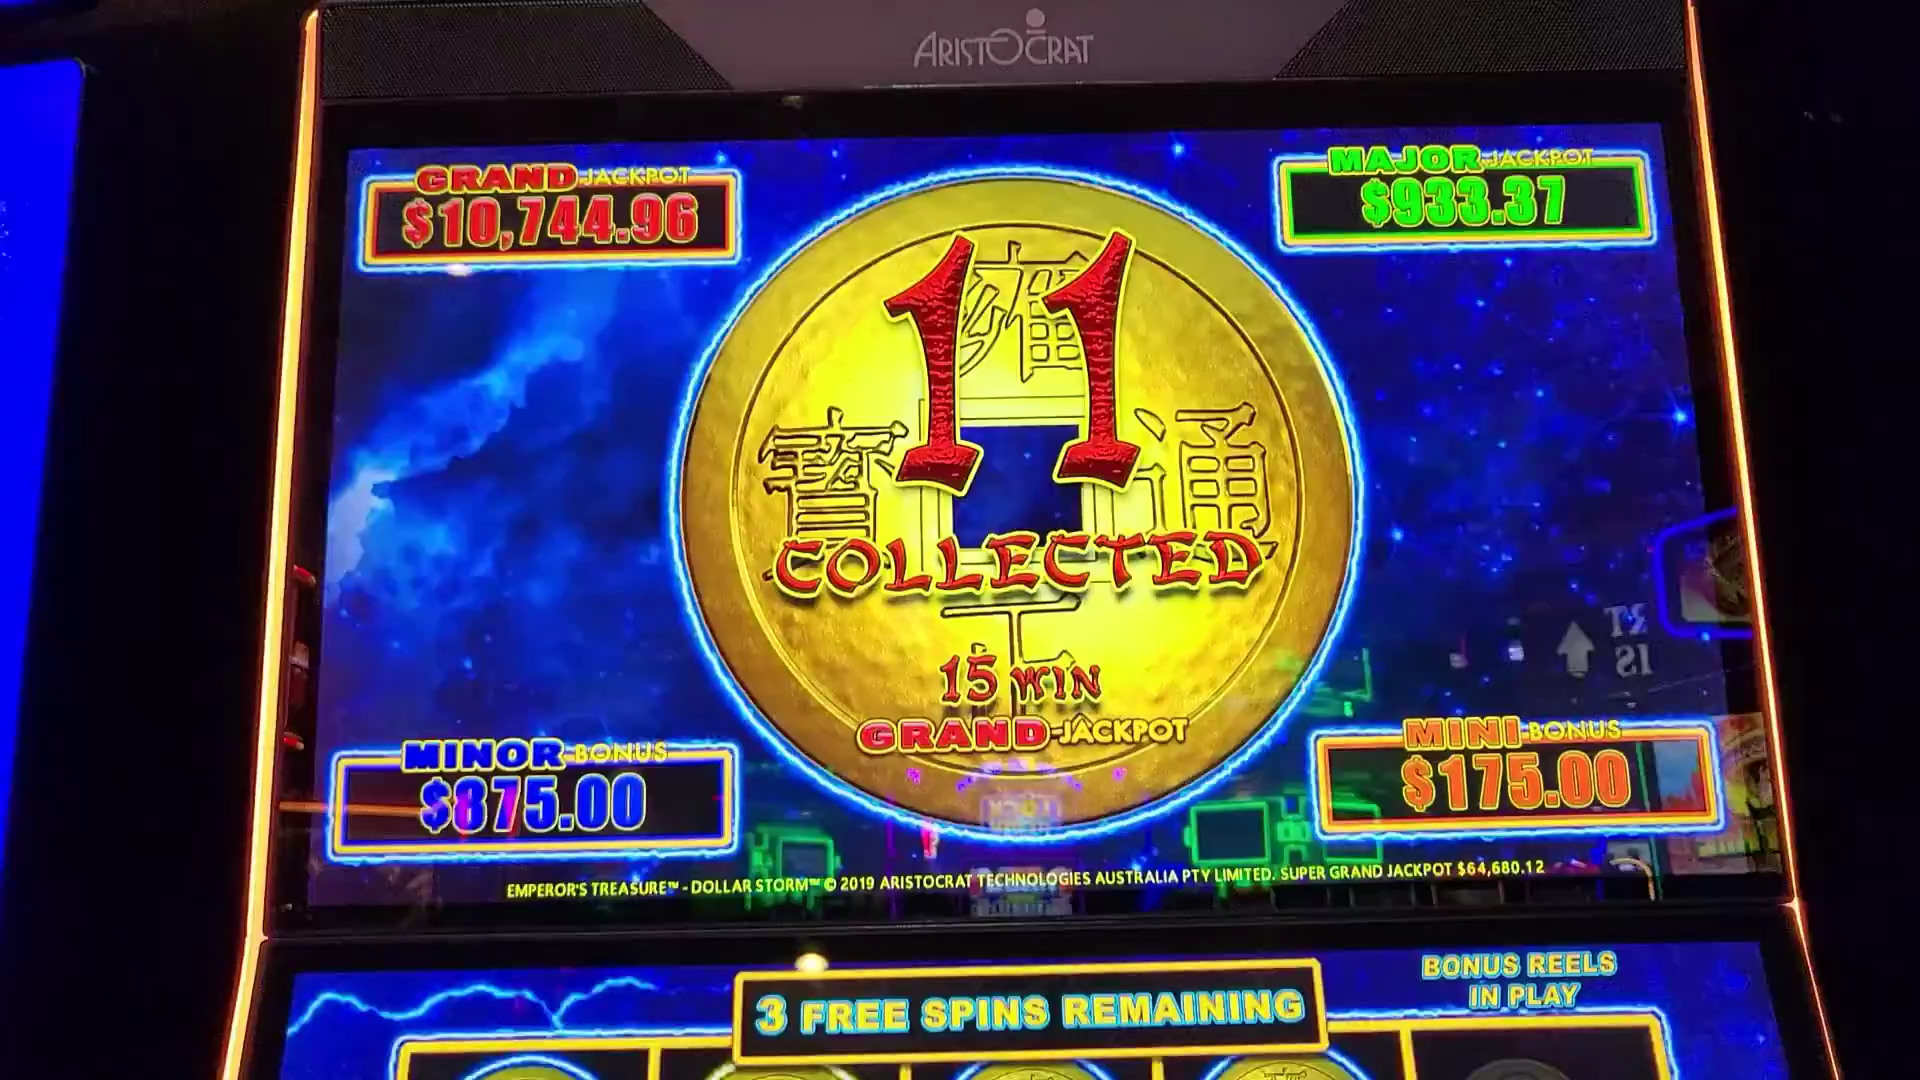 ARISTOCRAT
GRAND JACKPOT
$10,744.96
MAJOR JACKPOT
$933.37
11
寶 通
COLLECTED
15 WIN
GRAND JACKPOT
MINOR BONUS
$875.00
MINI BONUS
$175.00
EMPEROR'S TREASURE™ - DOLLAR STORM™ © 2019 ARISTOCRAT TECHNOLOGIES AUSTRALIA PTY LIMITED. SUPER GRAND JACKPOT $64,680.12
3 FREE SPINS REMAINING
BONUS REELS
IN PLAY